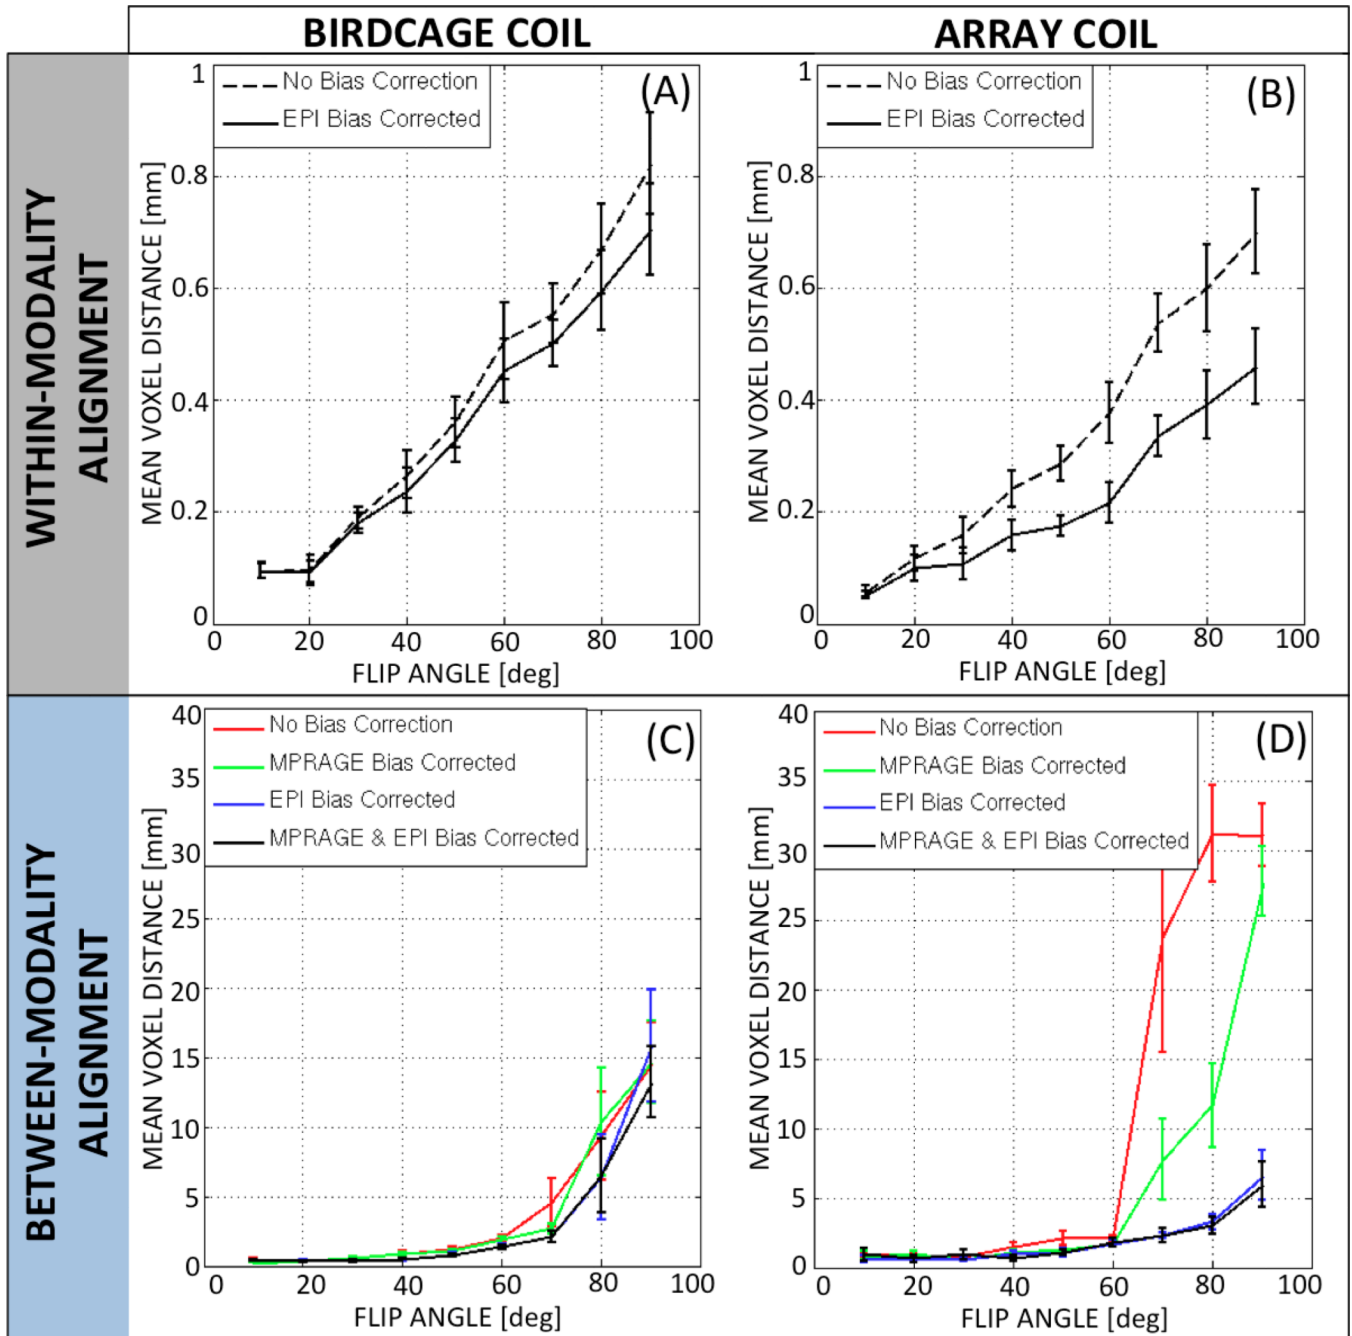 BIRDCAGE COIL
ARRAY COIL
WITHIN-MODALITY
ALIGNMENT
(A)
No Bias Correction
EPI Bias Corrected
MEAN VOXEL DISTANCE [mm]
1
0.8
0.6
0.4
0.2
0
0 20 40 60 80 100
FLIP ANGLE [deg]
(B)
No Bias Correction
EPI Bias Corrected
MEAN VOXEL DISTANCE [mm]
1
0.8
0.6
0.4
0.2
0
0 20 40 60 80 100
FLIP ANGLE [deg]
BETWEEN-MODALITY
ALIGNMENT
(C)
No Bias Correction
MPRAGE Bias Corrected
EPI Bias Corrected
MPRAGE & EPI Bias Corrected
MEAN VOXEL DISTANCE [mm]
40
35
30
25
20
15
10
5
0
0 20 40 60 80 100
FLIP ANGLE [deg]
(D)
No Bias Correction
MPRAGE Bias Corrected
EPI Bias Corrected
MPRAGE & EPI Bias Corrected
MEAN VOXEL DISTANCE [mm]
40
35
30
25
20
15
10
5
0
0 20 40 60 80 100
FLIP ANGLE [deg]